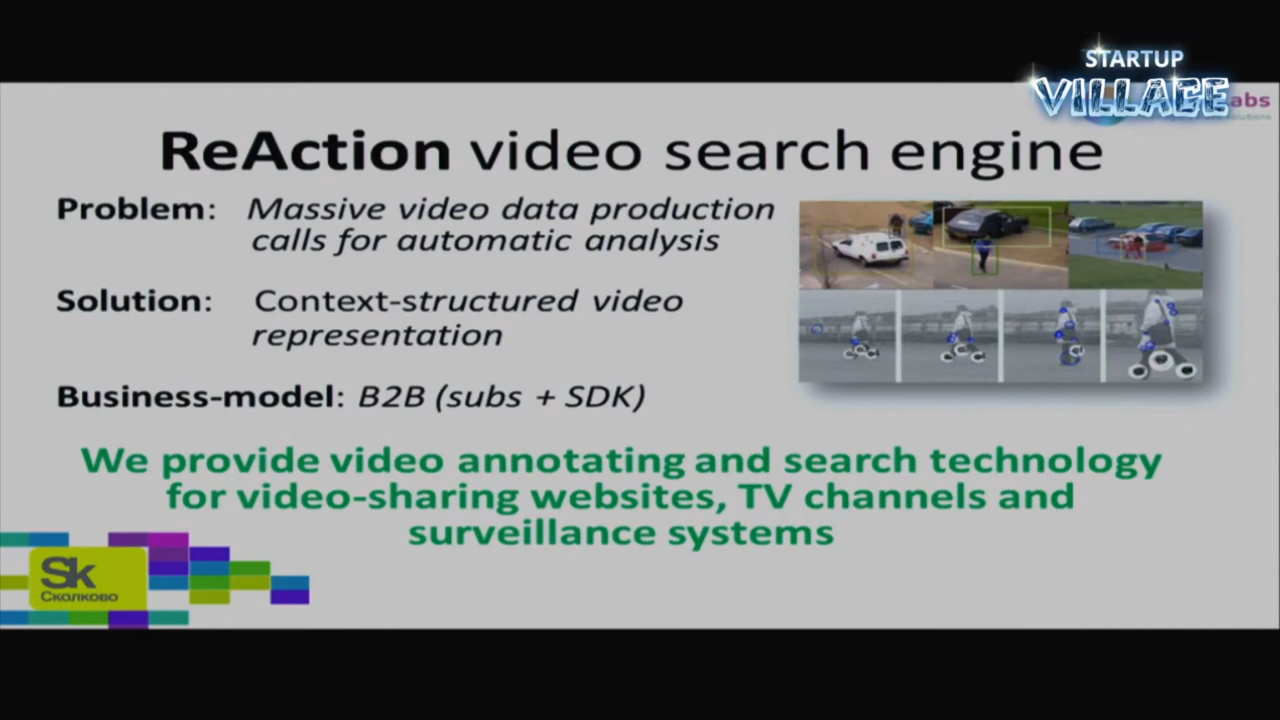 STARTUP
VILLAGE
abs
ReAction video search engine
Problem: Massive video data production
calls for automatic analysis
Solution: Context-structured video
representation
Business-model: B2B (subs + SDK)
We provide video annotating and search technology
for video-sharing websites, TV channels and
surveillance systems
Sk
Сколково